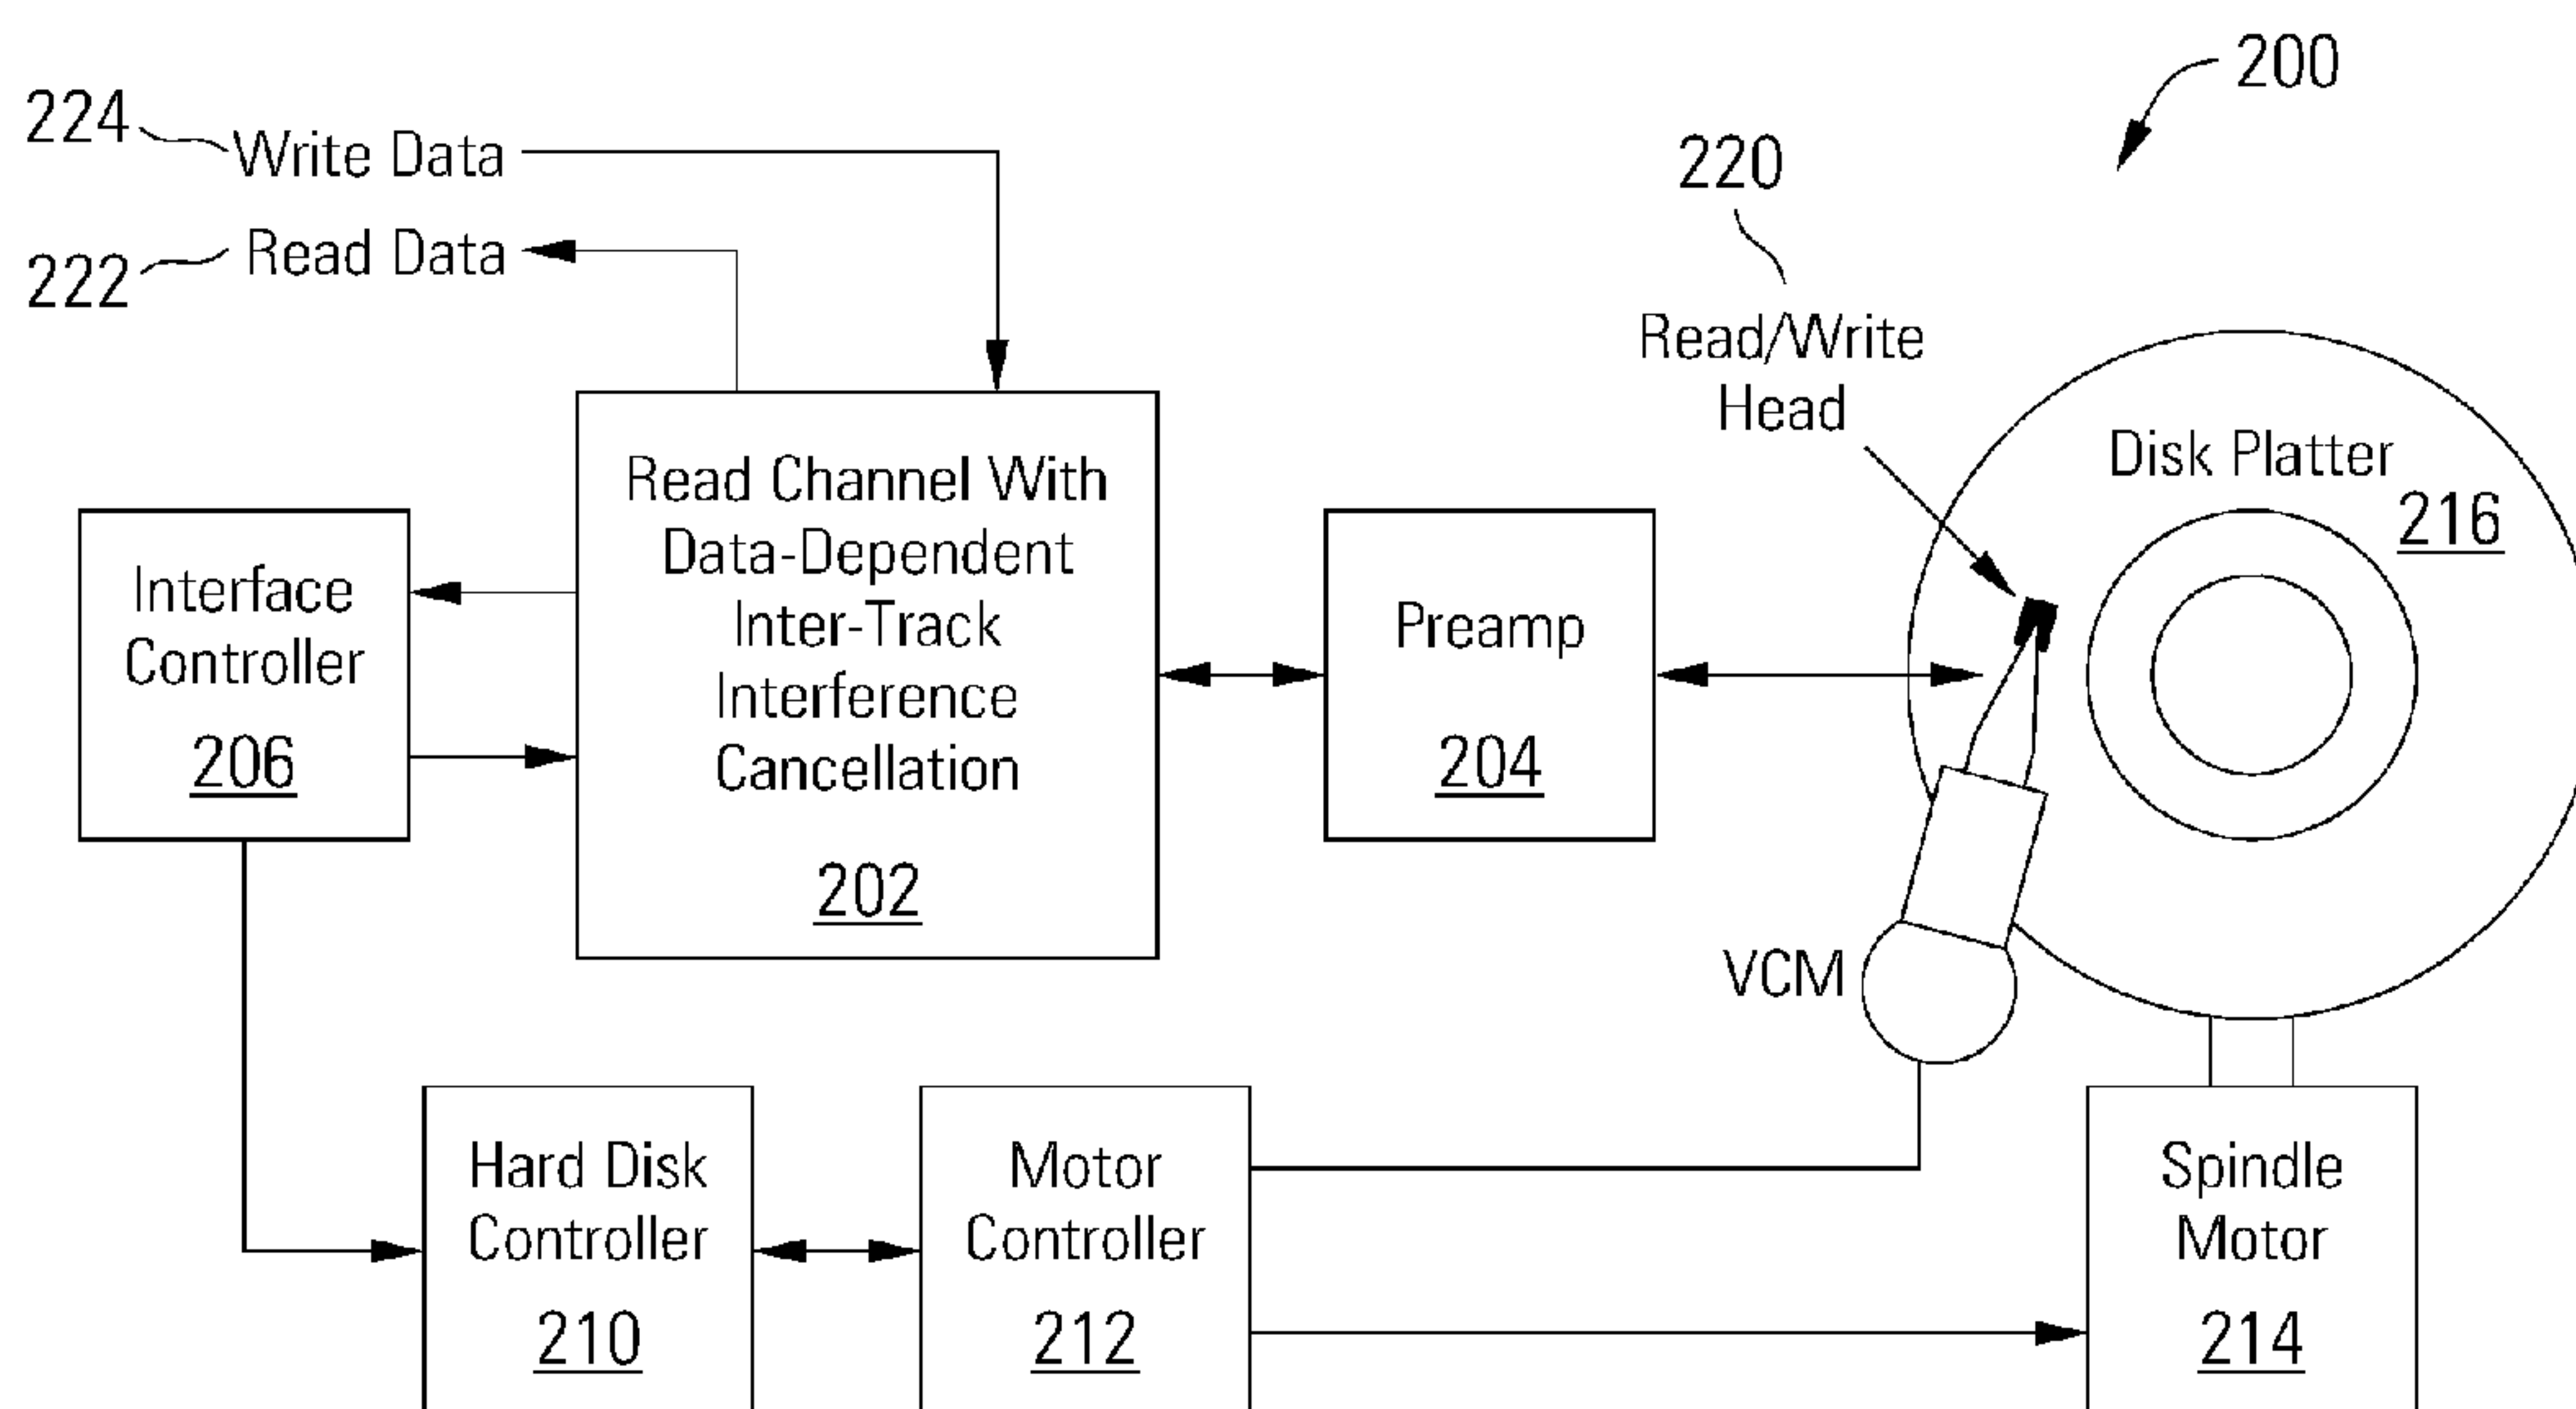 200
224
Write Data
222
Read Data
220
Read/Write
Head
Disk Platter
216
Read Channel With
Data-Dependent
Inter-Track
Interference
Cancellation
202
Interface
Controller
206
Preamp
204
VCM
Hard Disk
Controller
210
Motor
Controller
212
Spindle
Motor
214